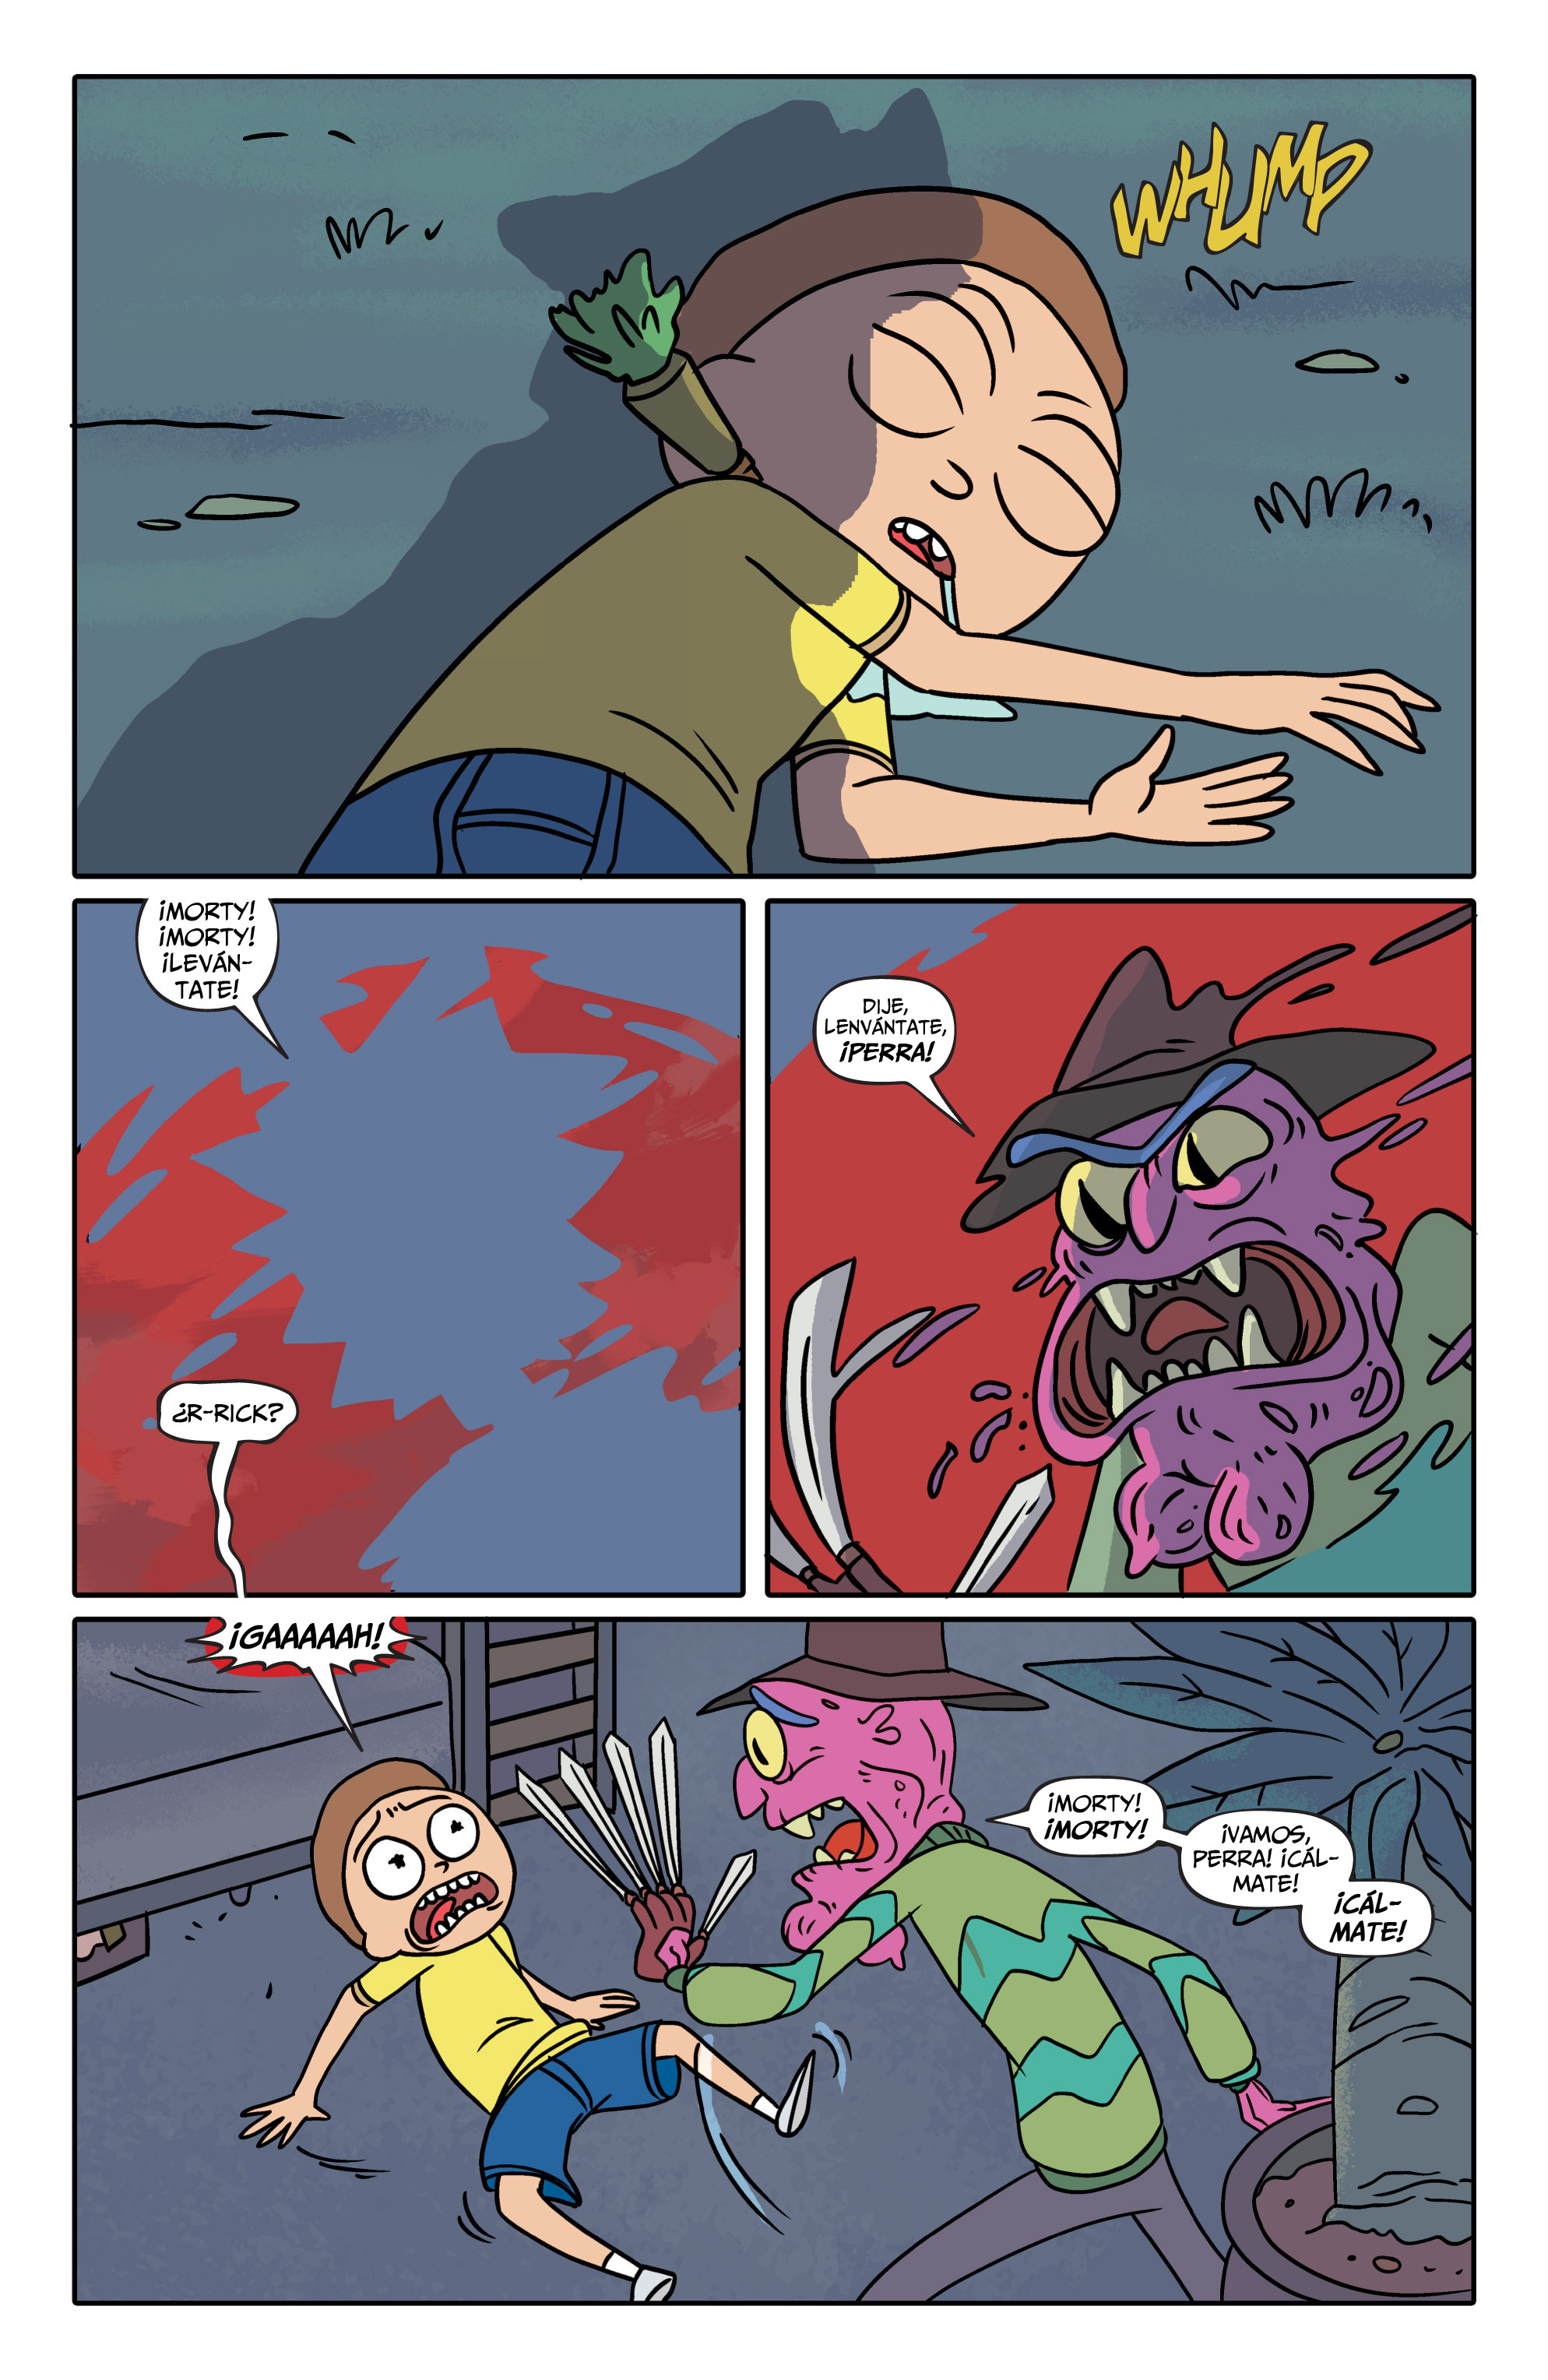 WHUMP
¡MORTY!
¡MORTY!
¡LEVÁN-
TATE!
¿R-RICK?
DIJE,
LENVÁNTATE,
¡PERRA!
¡GAAAAAH!
¡MORTY!
¡MORTY!
¡VAMOS,
PERRA! ¡CÁL-
MATE!
¡CÁL-
MATE!